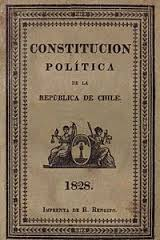 CONSTITUCION
POLÍTICA
DE LA
REPÚBLICA DE CHILE.
1828.
IMPRENTA DE R. RENGIFO.